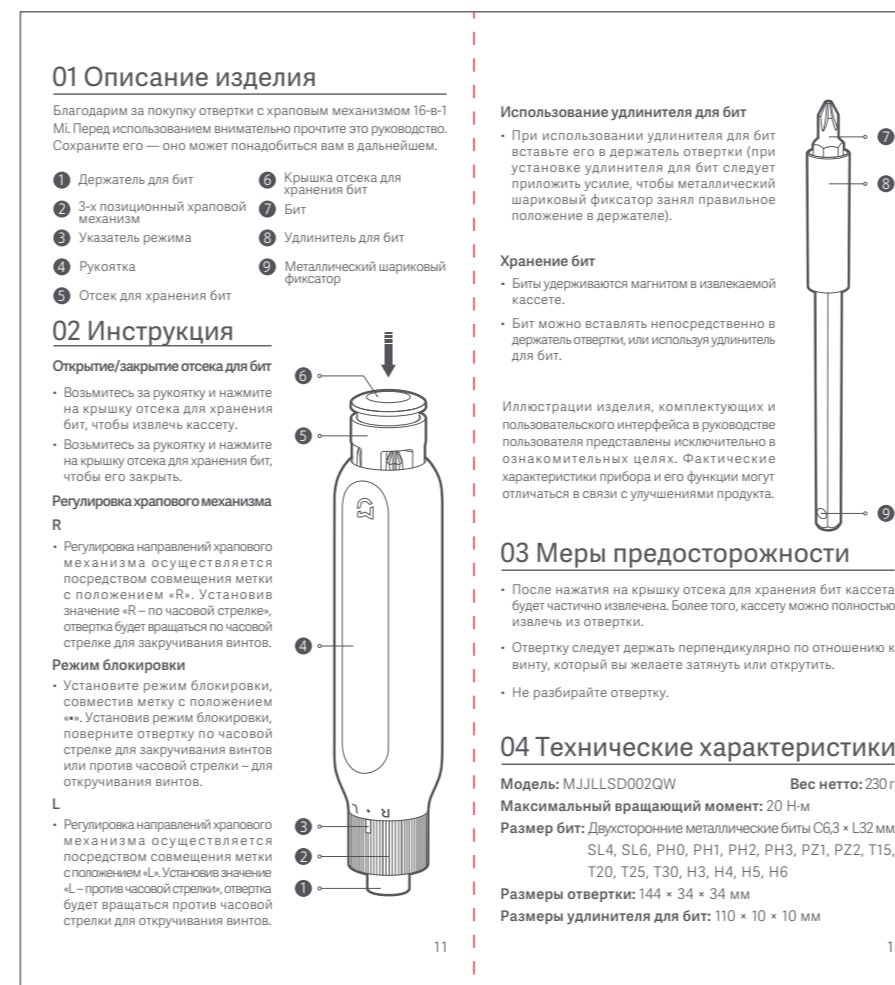 01 Описание изделия
Благодарим за покупку отвертки с храповым механизмом 16-в-1
Mi. Перед использованием внимательно прочтите это руководство.
Сохраните его — оно может понадобиться вам в дальнейшем.
1 Держатель для бит
2 3-х позиционный храповой
механизм
3 Указатель режима
4 Рукоятка
5 Отсек для хранения бит
6 Крышка отсека для
хранения бит
7 Бит
8 Удлинитель для бит
9 Металлический шариковый
фиксатор
02 Инструкция
Открытие/закрытие отсека для бит
• Возьмитесь за рукоятку и нажмите
на крышку отсека для хранения
бит, чтобы извлечь кассету.
• Возьмитесь за рукоятку и нажмите
на крышку отсека для хранения бит,
чтобы его закрыть.
Регулировка храпового механизма
R
• Регулировка направлений храпового
механизма осуществляется
посредством совмещения метки
с положением «R». Установив
значение «R – по часовой стрелке»,
отвертка будет вращаться по часовой
стрелке для закручивания винтов.
Режим блокировки
• Установите режим блокировки,
совместив метку с положением
«•». Установив режим блокировки,
поверните отвертку по часовой
стрелке для закручивания винтов
или против часовой стрелки – для
откручивания винтов.
L
• Регулировка направлений храпового
механизма осуществляется
посредством совмещения метки
с положением «L». Установив значение
«L – против часовой стрелки», отвертка
будет вращаться против часовой
стрелки для откручивания винтов.
6
5
4
L • R
3
2
1
11
Использование удлинителя для бит
• При использовании удлинителя для бит
вставьте его в держатель отвертки (при
установке удлинителя для бит следует
приложить усилие, чтобы металлический
шариковый фиксатор занял правильное
положение в держателе).
Хранение бит
• Биты удерживаются магнитом в извлекаемой
кассете.
• Бит можно вставлять непосредственно в
держатель отвертки, или используя удлинитель
для бит.
Иллюстрации изделия, комплектующих и
пользовательского интерфейса в руководстве
пользователя представлены исключительно в
ознакомительных целях. Фактические
характеристики прибора и его функции могут
отличаться в связи с улучшениями продукта.
7
8
9
03 Меры предосторожности
• После нажатия на крышку отсека для хранения бит кассета
будет частично извлечена. Более того, кассету можно полностью
извлечь из отвертки.
• Отвертку следует держать перпендикулярно по отношению к
винту, который вы желаете затянуть или открутить.
• Не разбирайте отвертку.
04 Технические характеристики
Модель: MJJLLSD002QW Вес нетто: 230 г
Максимальный вращающий момент: 20 Н·м
Размер бит: Двухсторонние металлические биты C6,3 × L32 мм
SL4, SL6, PH0, PH1, PH2, PH3, PZ1, PZ2, T15,
T20, T25, T30, H3, H4, H5, H6
Размеры отвертки: 144 × 34 × 34 мм
Размеры удлинителя для бит: 110 × 10 × 10 мм
1